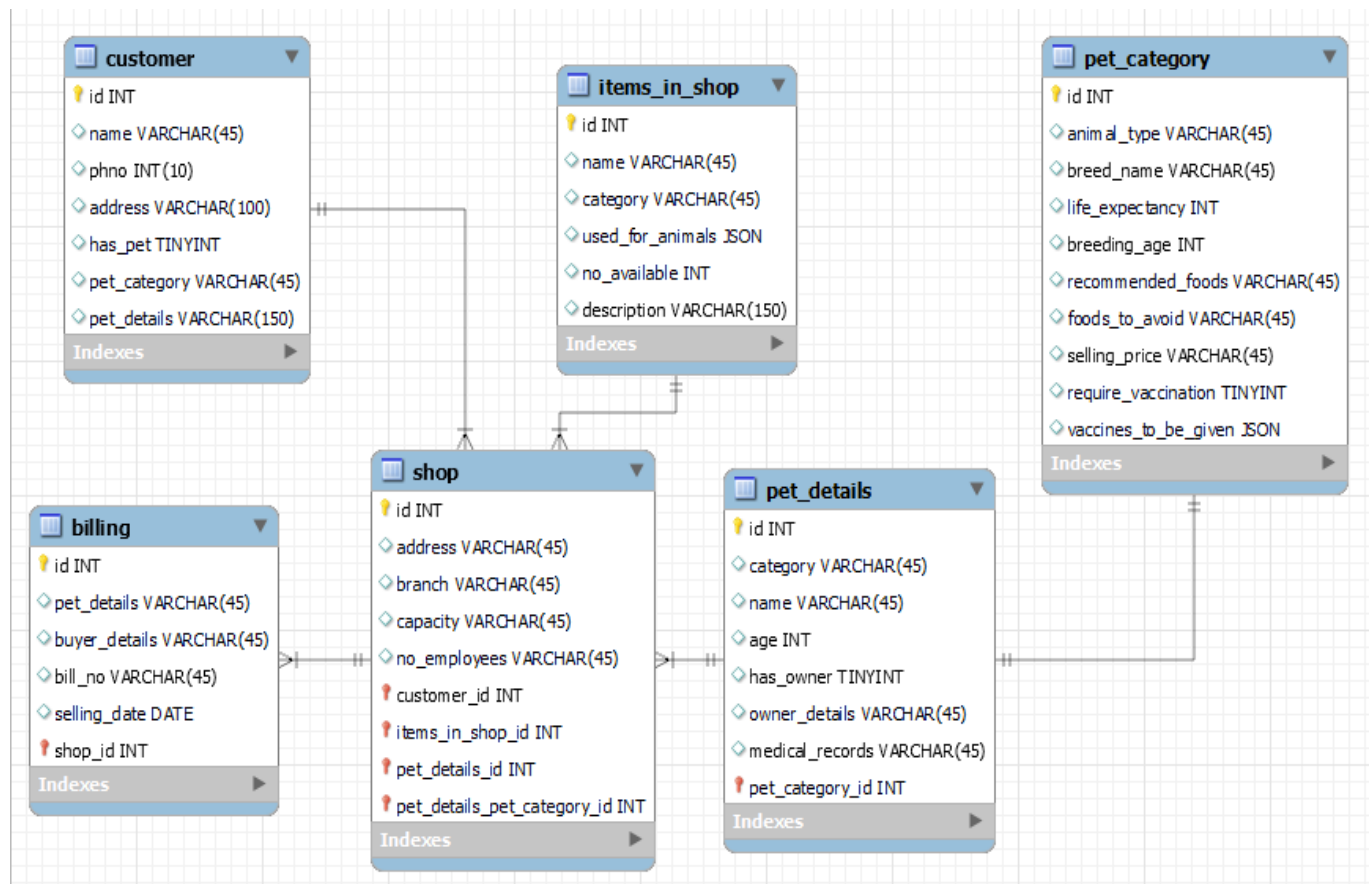 customer
id INT
name VARCHAR(45)
phno INT(10)
address VARCHAR(100)
has_pet TINYINT
pet_category VARCHAR(45)
pet_details VARCHAR(150)
Indexes
items_in_shop
id INT
name VARCHAR(45)
category VARCHAR(45)
used_for_animals JSON
no_available INT
description VARCHAR(150)
Indexes
pet_category
id INT
animal_type VARCHAR(45)
breed_name VARCHAR(45)
life_expectancy INT
breeding_age INT
recommended_foods VARCHAR(45)
foods_to_avoid VARCHAR(45)
selling_price VARCHAR(45)
require_vaccination TINYINT
vaccines_to_be_given JSON
Indexes
billing
id INT
pet_details VARCHAR(45)
buyer_details VARCHAR(45)
bill_no VARCHAR(45)
selling_date DATE
shop_id INT
Indexes
shop
id INT
address VARCHAR(45)
branch VARCHAR(45)
capacity VARCHAR(45)
no_employees VARCHAR(45)
customer_id INT
items_in_shop_id INT
pet_details_id INT
pet_details_pet_category_id INT
Indexes
pet_details
id INT
category VARCHAR(45)
name VARCHAR(45)
age INT
has_owner TINYINT
owner_details VARCHAR(45)
medical_records VARCHAR(45)
pet_category_id INT
Indexes